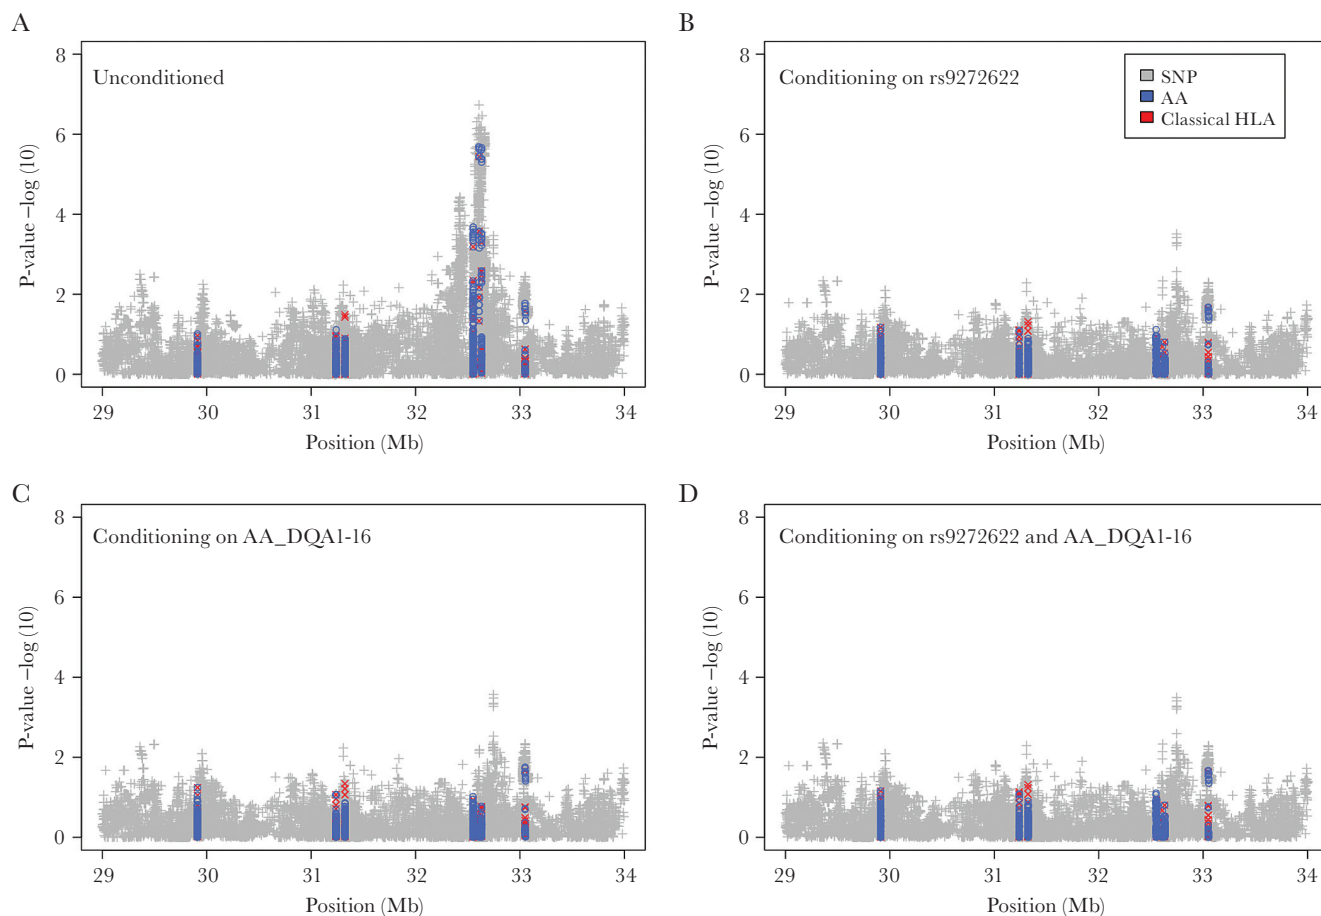 A
B
Unconditioned
Conditioning on rs9272622
SNP
AA
Classical HLA
P-value –log (10)
8
6
4
2
0
29
30
31
32
33
34
Position (Mb)
P-value –log (10)
8
6
4
2
0
29
30
31
32
33
34
Position (Mb)
C
D
Conditioning on AA_DQA1-16
Conditioning on rs9272622 and AA_DQA1-16
P-value –log (10)
8
6
4
2
0
29
30
31
32
33
34
Position (Mb)
P-value –log (10)
8
6
4
2
0
29
30
31
32
33
34
Position (Mb)